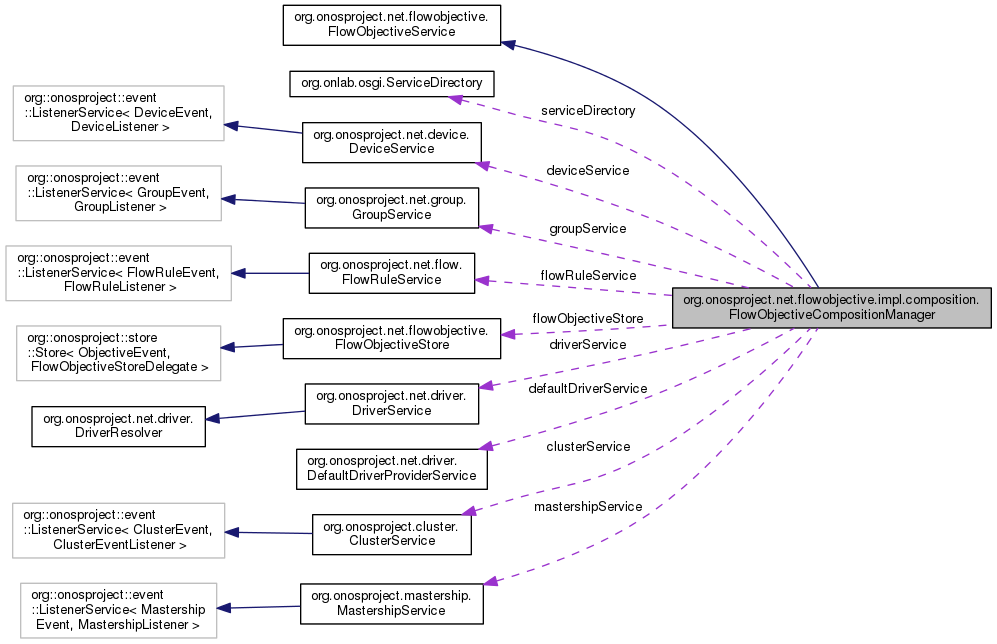 org.onosproject.net.flowobjective.
FlowObjectiveService
org.onlab.osgi.ServiceDirectory
serviceDirectory
org::onosproject::event
::ListenerService< DeviceEvent,
DeviceListener >
org.onosproject.net.device.
DeviceService
deviceService
org::onosproject::event
::ListenerService< GroupEvent,
GroupListener >
org.onosproject.net.group.
GroupService
groupService
org::onosproject::event
::ListenerService< FlowRuleEvent,
FlowRuleListener >
org.onosproject.net.flow.
FlowRuleService
flowRuleService
org.onosproject.net.flowobjective.impl.composition.
FlowObjectiveCompositionManager
org::onosproject::store
::Store< ObjectiveEvent,
FlowObjectiveStoreDelegate >
org.onosproject.net.flowobjective.
FlowObjectiveStore
flowObjectiveStore
driverService
org.onosproject.net.driver.
DriverResolver
org.onosproject.net.driver.
DriverService
defaultDriverService
org.onosproject.net.driver.
DefaultDriverProviderService
clusterService
org::onosproject::event
::ListenerService< ClusterEvent,
ClusterEventListener >
org.onosproject.cluster.
ClusterService
mastershipService
org::onosproject::event
::ListenerService< Mastership
Event, MastershipListener >
org.onosproject.mastership.
MastershipService